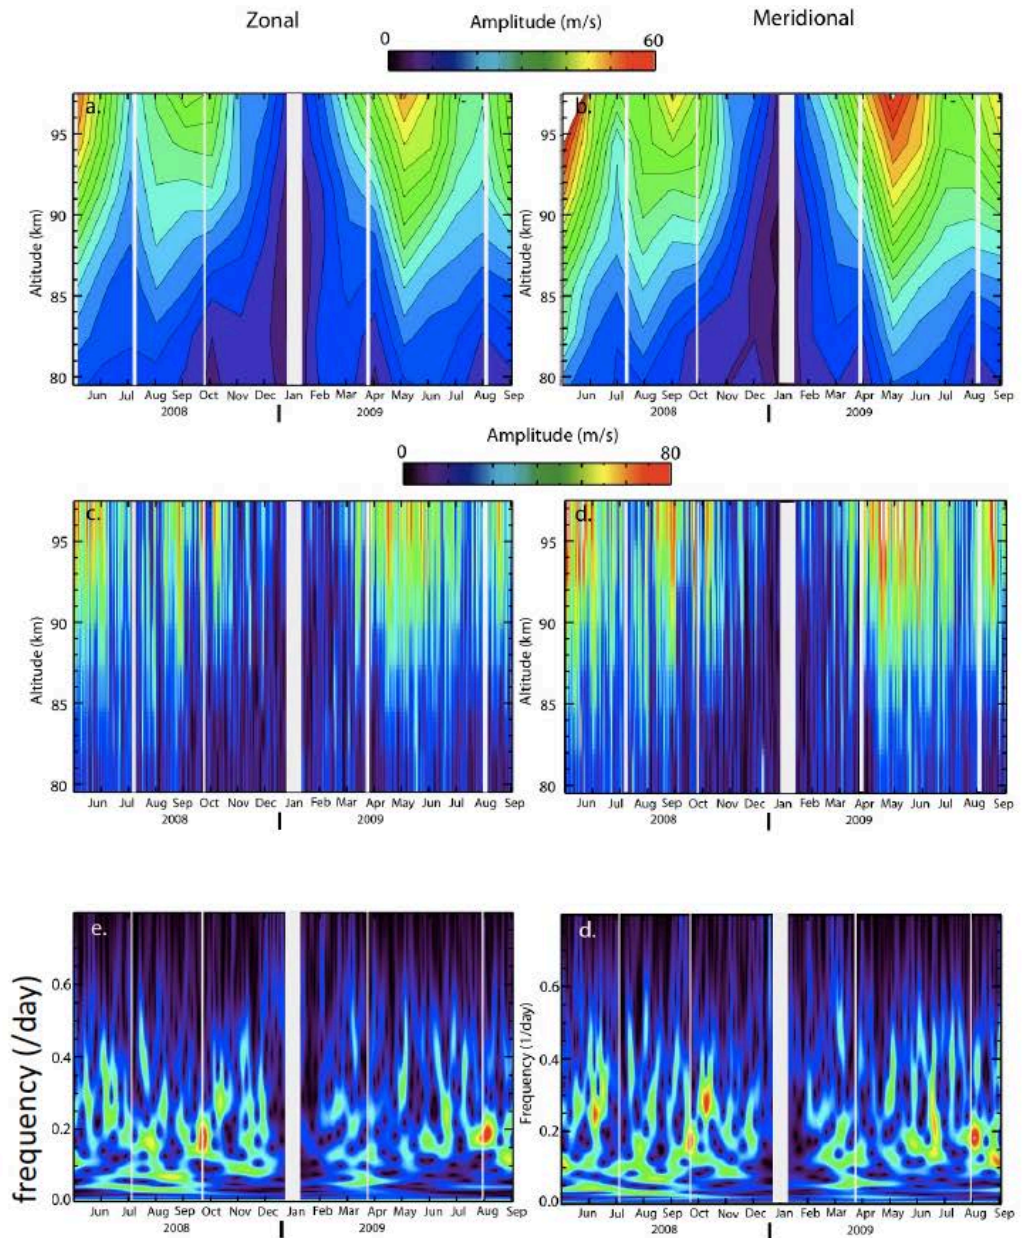 Zonal
Amplitude (m/s)
Meridional
0
60
a.
b.
95
90
85
80
Altitude (km)
95
90
85
80
Altitude (km)
Jun Jul Aug Sep Oct Nov Dec Jan Feb Mar Apr May Jun Jul Aug Sep
2008
2009
Jun Jul Aug Sep Oct Nov Dec Jan Feb Mar Apr May Jun Jul Aug Sep
2008
2009
Amplitude (m/s)
0
80
c.
d.
95
90
85
80
Altitude (km)
95
90
85
80
Altitude (km)
Jun Jul Aug Sep Oct Nov Dec Jan Feb Mar Apr May Jun Jul Aug Sep
2008
2009
Jun Jul Aug Sep Oct Nov Dec Jan Feb Mar Apr May Jun Jul Aug Sep
2008
2009
e.
d.
frequency (/day)
0.6
0.4
0.2
0.0
Frequency (1/day)
0.6
0.4
0.2
0.0
Jun Jul Aug Sep Oct Nov Dec Jan Feb Mar Apr May Jun Jul Aug Sep
2008
2009
Jun Jul Aug Sep Oct Nov Dec Jan Feb Mar Apr May Jun Jul Aug Sep
2008
2009